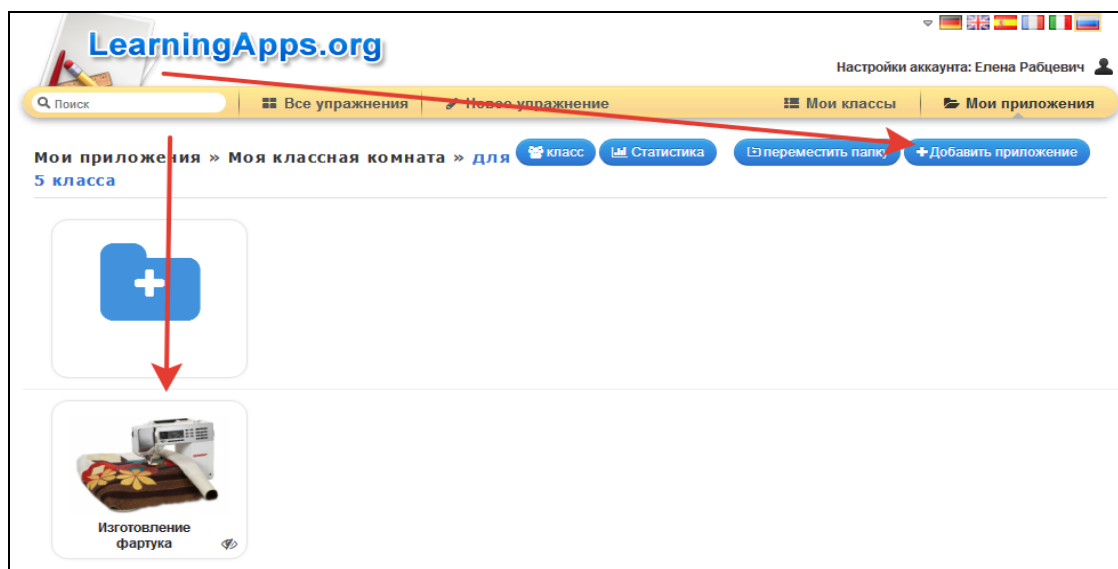 LearningApps.org
Настройки аккаунта: Елена Рабцевич
Поиск
Все упражнения
Новое упражнение
Мои классы
Мои приложения
Мои приложения » Моя классная комната » для
5 класса
класс
Статистика
переместить папку
Добавить приложение
Изготовление
фартука